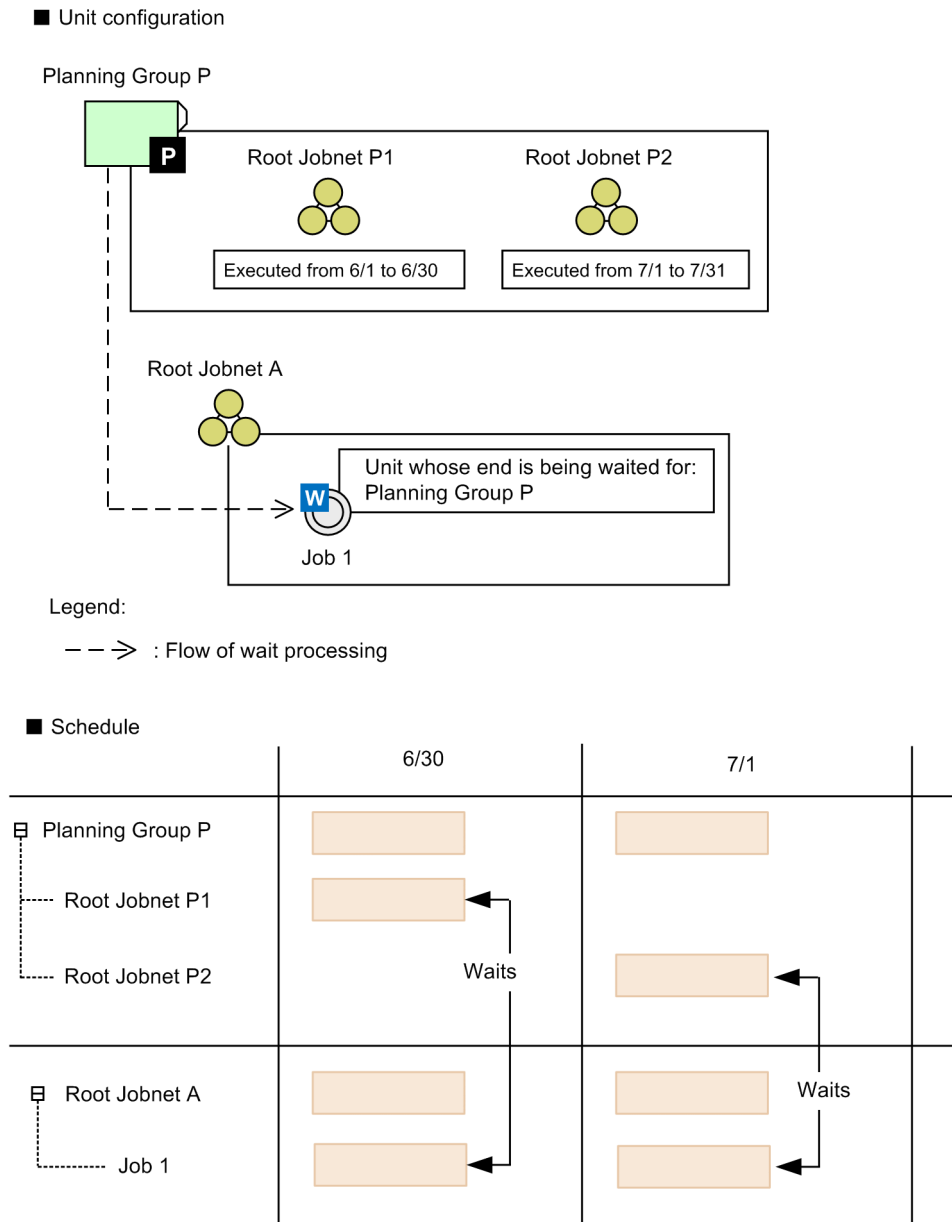 ■ Unit configuration
Planning Group P
P
Root Jobnet P1
Root Jobnet P2
Executed from 6/1 to 6/30
Executed from 7/1 to 7/31
Root Jobnet A
Unit whose end is being waited for:
Planning Group P
W
Job 1
Legend:
: Flow of wait processing
■ Schedule
6/30
7/1
Planning Group P
Root Jobnet P1
Waits
Root Jobnet P2
Root Jobnet A
Waits
Job 1